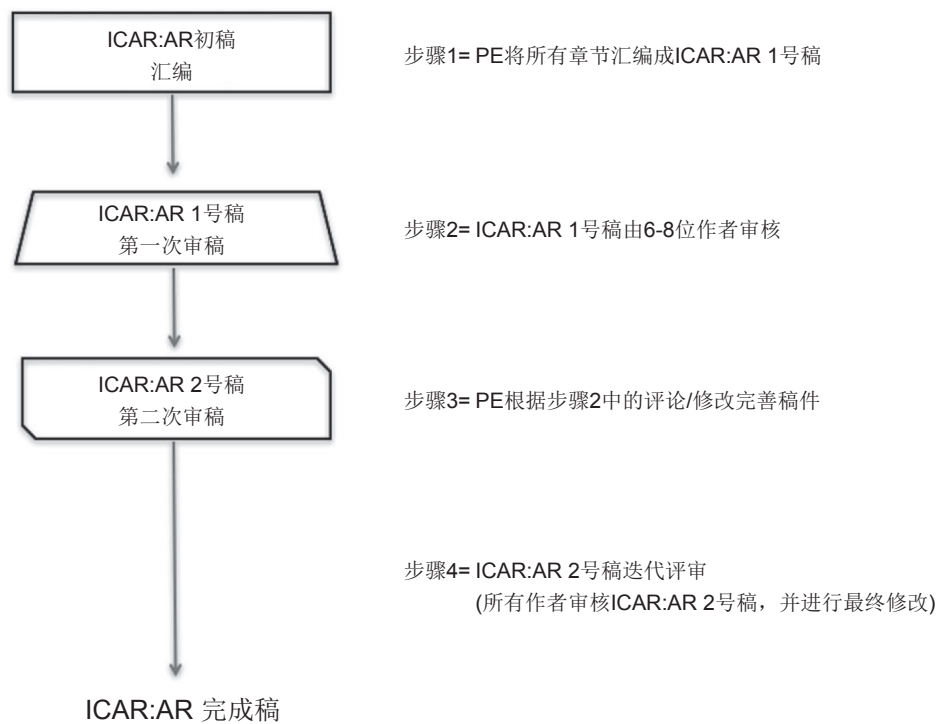 ICAR:AR初稿
汇编
步骤1= PE将所有章节汇编成ICAR:AR 1号稿
ICAR:AR 1号稿
第一次审稿
步骤2= ICAR:AR 1号稿由6-8位作者审核
ICAR:AR 2号稿
第二次审稿
步骤3= PE根据步骤2中的评论/修改完善稿件
步骤4= ICAR:AR 2号稿迭代评审
(所有作者审核ICAR:AR 2号稿，并进行最终修改)
ICAR:AR 完成稿